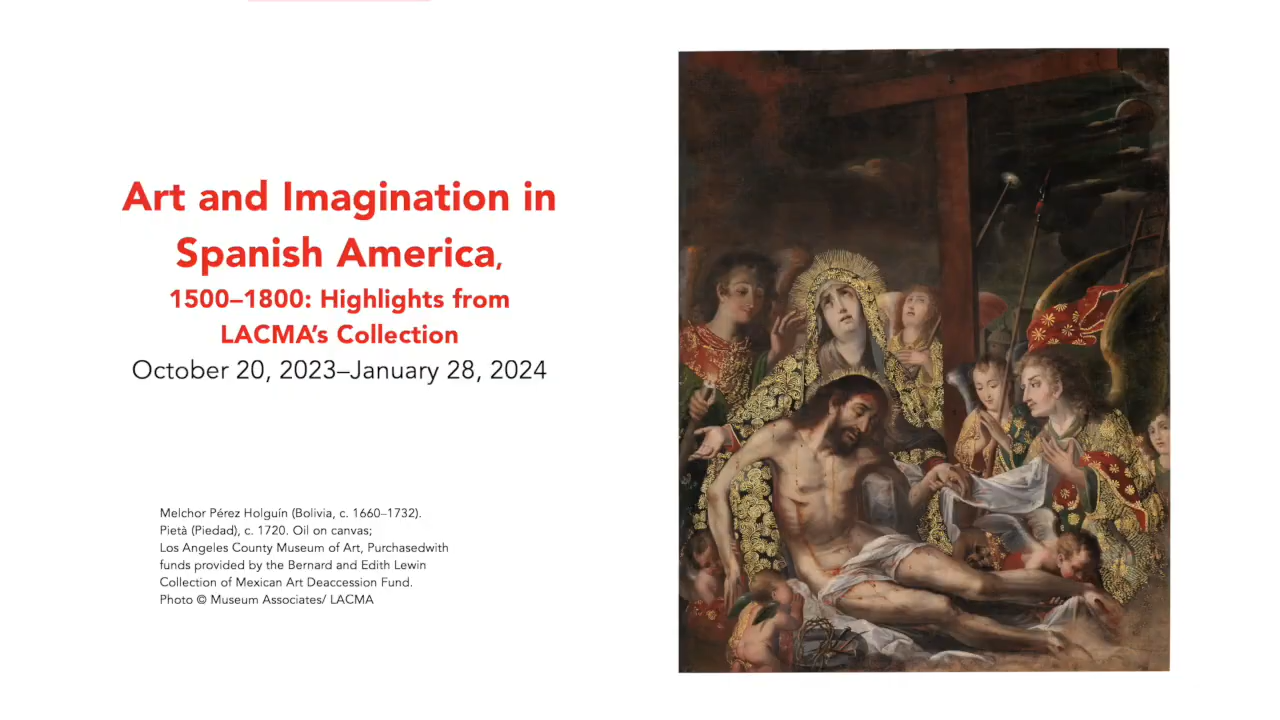 Art and Imagination in
Spanish America,
1500–1800: Highlights from
LACMA’s Collection
October 20, 2023–January 28, 2024
Melchor Pérez Holguín (Bolivia, c. 1660–1732).
Pietà (Piedad), c. 1720. Oil on canvas;
Los Angeles County Museum of Art, Purchasedwith
funds provided by the Bernard and Edith Lewin
Collection of Mexican Art Deaccession Fund.
Photo © Museum Associates/ LACMA